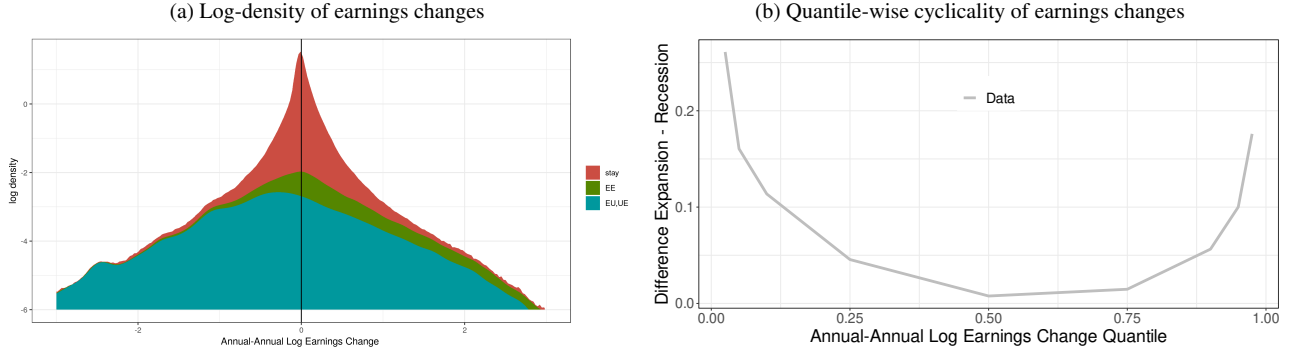 (a) Log-density of earnings changes
log density
0
-2
-4
-6
-2
0
2
Annual-Annual Log Earnings Change
stay
EE
EU,UE
(b) Quantile-wise cyclicality of earnings changes
Difference Expansion - Recession
0.2
0.1
0.0
Data
0.00
0.25
0.50
0.75
1.00
Annual-Annual Log Earnings Change Quantile